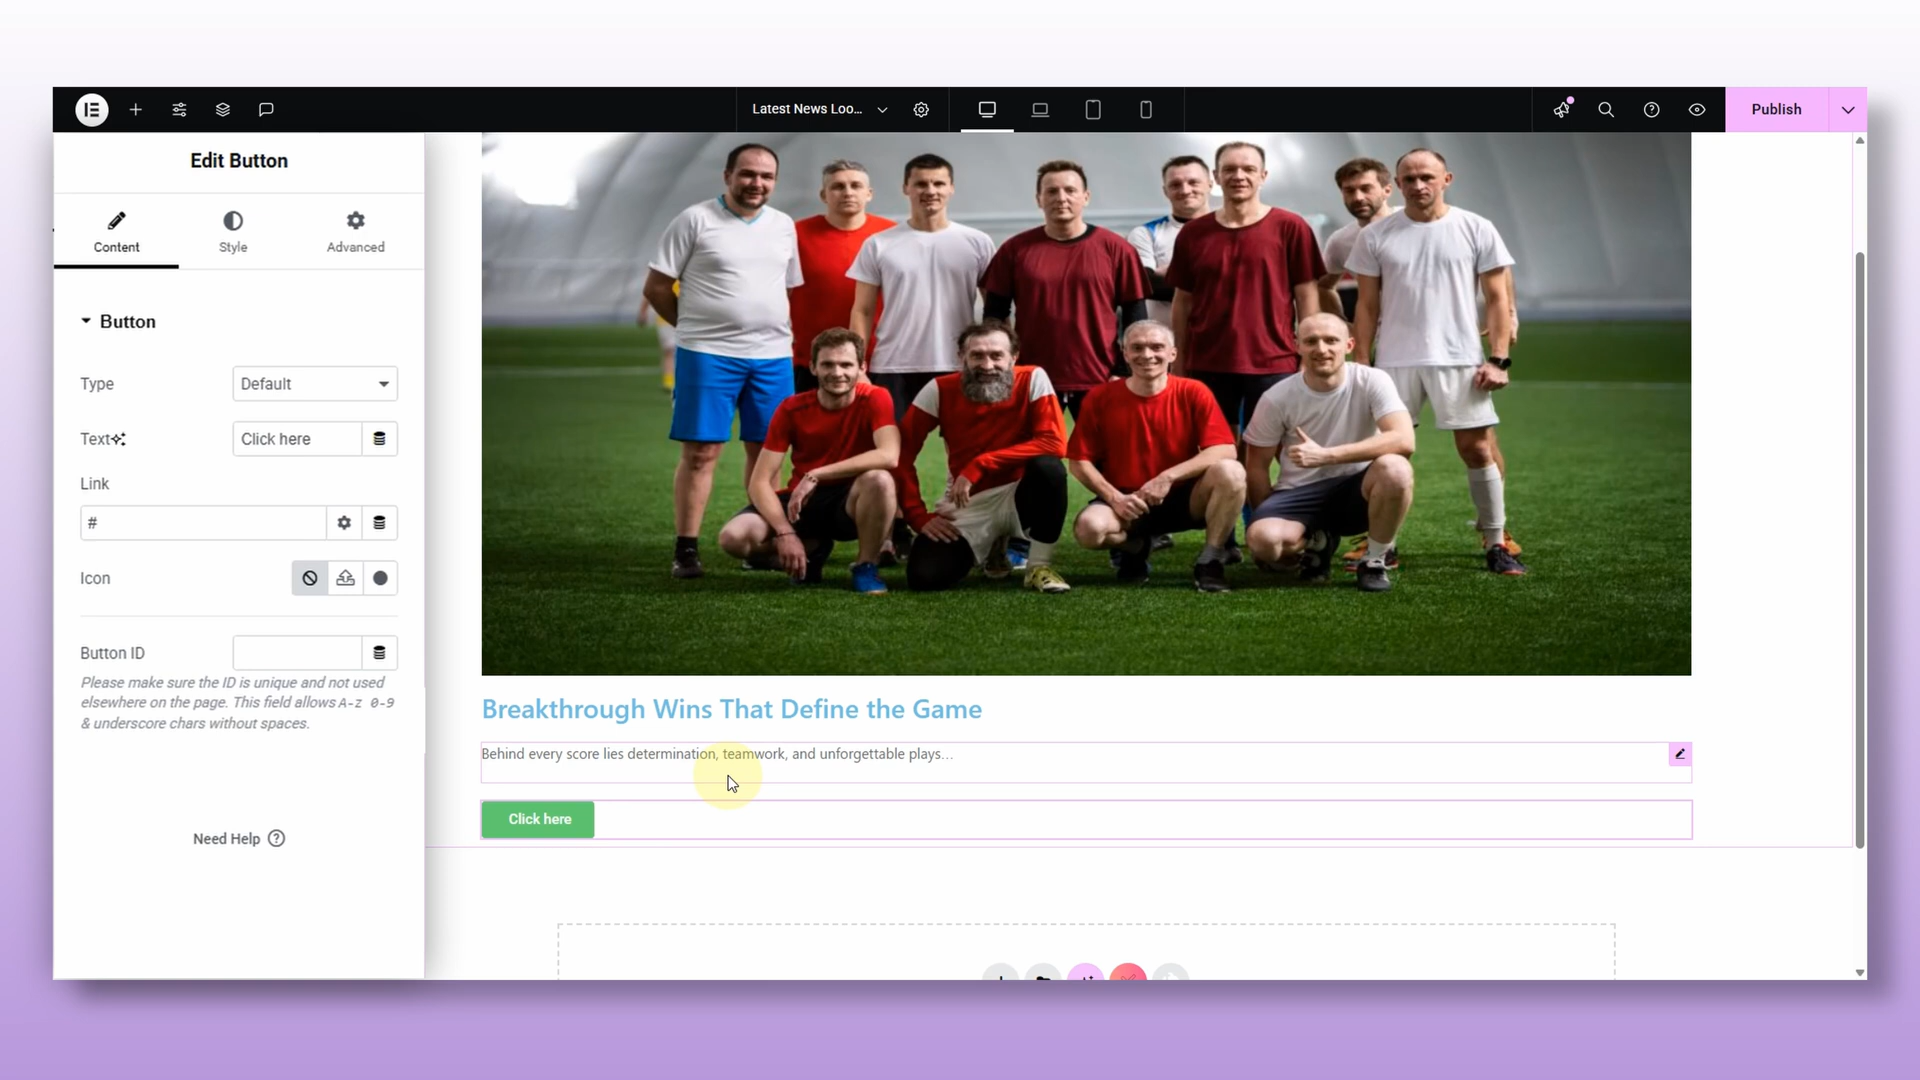 Latest News Loo...
Publish
Edit Button
Content
Style
Advanced
Button
Type
Default
Text
Click here
Link
#
Icon
Button ID
Please make sure the ID is unique and not used
elsewhere on the page. This field allows A-z 0-9
& underscore chars without spaces.
Need Help
Breakthrough Wins That Define the Game
Behind every score lies determination, teamwork, and unforgettable plays...
Click here